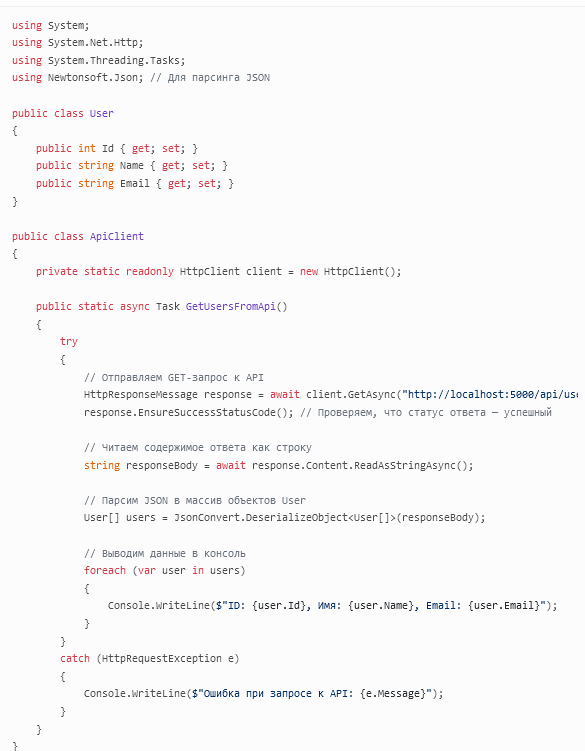 using System;
using System.Net.Http;
using System.Threading.Tasks;
using Newtonsoft.Json; // Для парсинга JSON
public class User
{
    public int Id { get; set; }
    public string Name { get; set; }
    public string Email { get; set; }
}
public class ApiClient
{
    private static readonly HttpClient client = new HttpClient();
    public static async Task GetUsersFromApi()
    {
        try
        {
            // Отправляем GET-запрос к API
            HttpResponseMessage response = await client.GetAsync("http://localhost:5000/api/use
            response.EnsureSuccessStatusCode(); // Проверяем, что статус ответа — успешный
            // Читаем содержимое ответа как строку
            string responseBody = await response.Content.ReadAsStringAsync();
            // Парсим JSON в массив объектов User
            User[] users = JsonConvert.DeserializeObject<User[]>(responseBody);
            // Выводим данные в консоль
            foreach (var user in users)
            {
                Console.WriteLine($"ID: {user.Id}, Имя: {user.Name}, Email: {user.Email}");
            }
        }
        catch (HttpRequestException e)
        {
            Console.WriteLine($"Ошибка при запросе к API: {e.Message}");
        }
    }
}